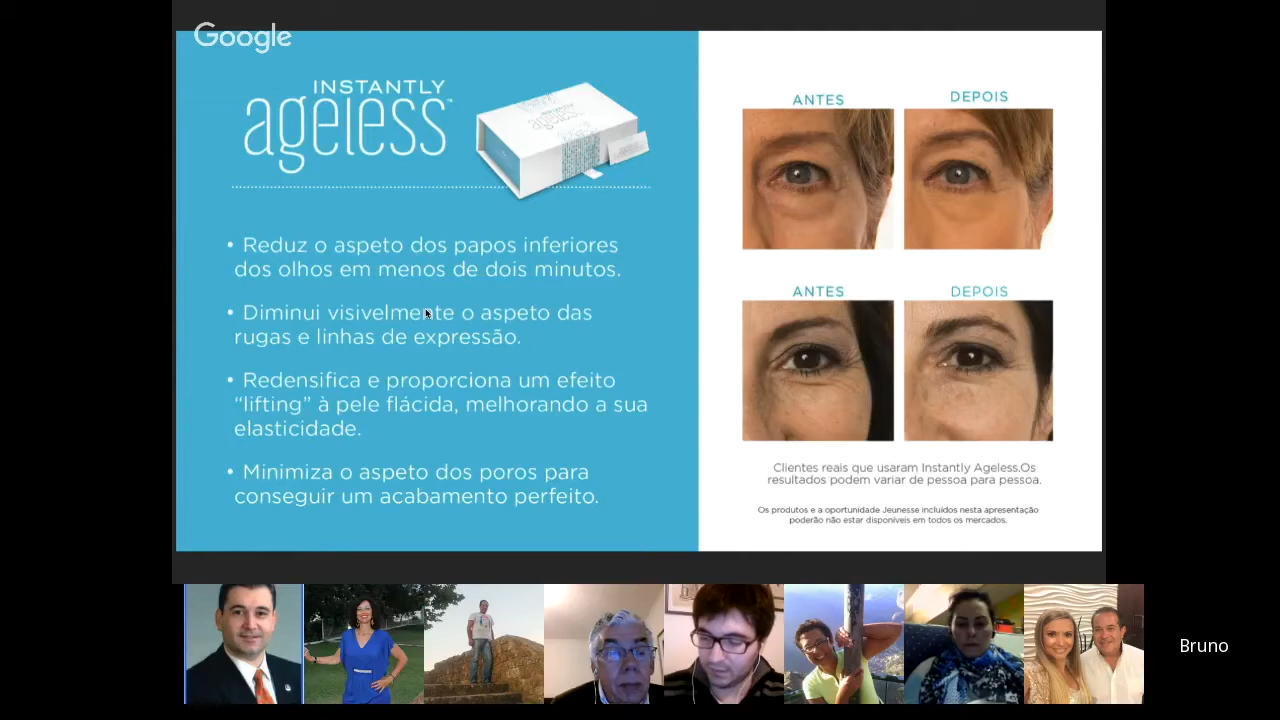 Google
INSTANTLY
ageless™
• Reduz o aspeto dos papos inferiores
dos olhos em menos de dois minutos.
• Diminui visivelmente o aspeto das
rugas e linhas de expressão.
• Redensifica e proporciona um efeito
“lifting” à pele flácida, melhorando a sua
elasticidade.
• Minimiza o aspeto dos poros para
conseguir um acabamento perfeito.
ANTES
DEPOIS
ANTES
DEPOIS
Clientes reais que usaram Instantly Ageless.Os
resultados podem variar de pessoa para pessoa.
Os produtos e a oportunidade Jeunesse incluídos nesta apresentação
poderão não estar disponíveis em todos os mercados.
Bruno